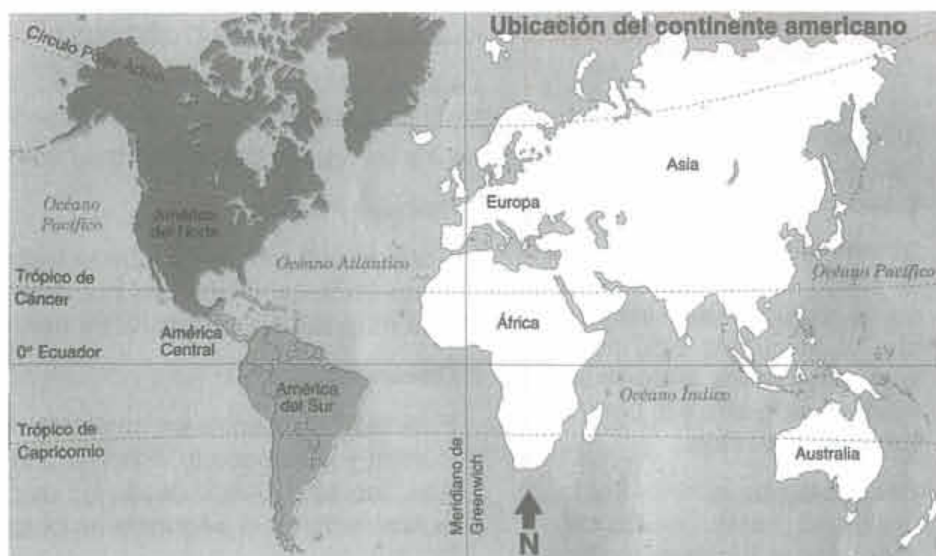 Ubicación del continente americano
Círculo Polar Ártico
Asia
Europa
Océano
Pacífico
América
del Norte
Océano Atlántico
Océano Pacífico
Trópico de
Cáncer
África
América
Central
0° Ecuador
América
del Sur
Océano Índico
Trópico de
Capricornio
Australia
Meridiano de
Greenwich
N